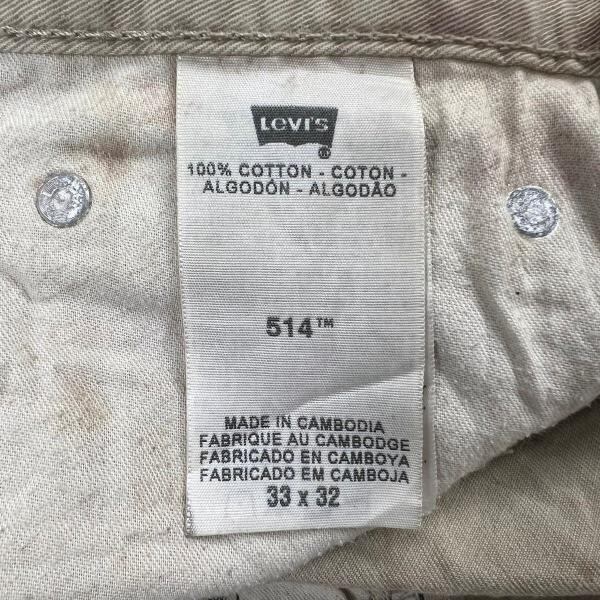 Levi's
®
100% COTTON - COTON -
ALGODÓN - ALGODÃO
514™
MADE IN CAMBODIA
FABRIQUE AU CAMBODGE
FABRICADO EN CAMBOYA
FABRICADO EM CAMBOJA
33 x 32